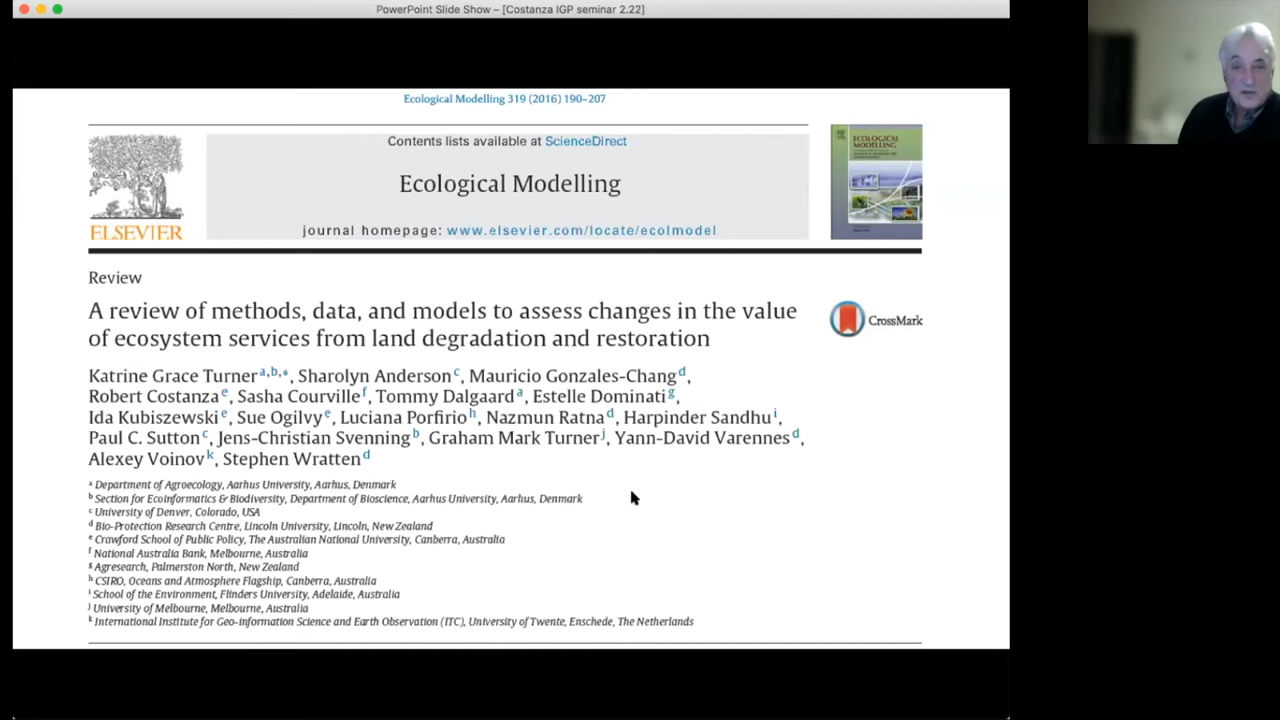 PowerPoint Slide Show – [Costanza IGP seminar 2.22]
Ecological Modelling 319 (2016) 190–207
Contents lists available at ScienceDirect
Ecological Modelling
journal homepage: www.elsevier.com/locate/ecolmodel
ELSEVIER
ECOLOGICAL
MODELLING
Review
A review of methods, data, and models to assess changes in the value
of ecosystem services from land degradation and restoration
CrossMark
Katrine Grace Turner a,b,*, Sharolyn Anderson c, Mauricio Gonzales-Chang d,
Robert Costanza e, Sasha Courville f, Tommy Dalgaard a, Estelle Dominati g,
Ida Kubiszewski e, Sue Ogilvy e, Luciana Porfirio h, Nazmun Ratna d, Harpinder Sandhu i,
Paul C. Sutton c, Jens-Christian Svenning b, Graham Mark Turner j, Yann-David Varennes d,
Alexey Voinov k, Stephen Wratten d
a Department of Agroecology, Aarhus University, Aarhus, Denmark
b Section for Ecoinformatics & Biodiversity, Department of Bioscience, Aarhus University, Aarhus, Denmark
c University of Denver, Colorado, USA
d Bio-Protection Research Centre, Lincoln University, Lincoln, New Zealand
e Crawford School of Public Policy, The Australian National University, Canberra, Australia
f National Australia Bank, Melbourne, Australia
g Agresearch, Palmerston North, New Zealand
h CSIRO, Oceans and Atmosphere Flagship, Canberra, Australia
i School of the Environment, Flinders University, Adelaide, Australia
j University of Melbourne, Melbourne, Australia
k International Institute for Geo-information Science and Earth Observation (ITC), University of Twente, Enschede, The Netherlands